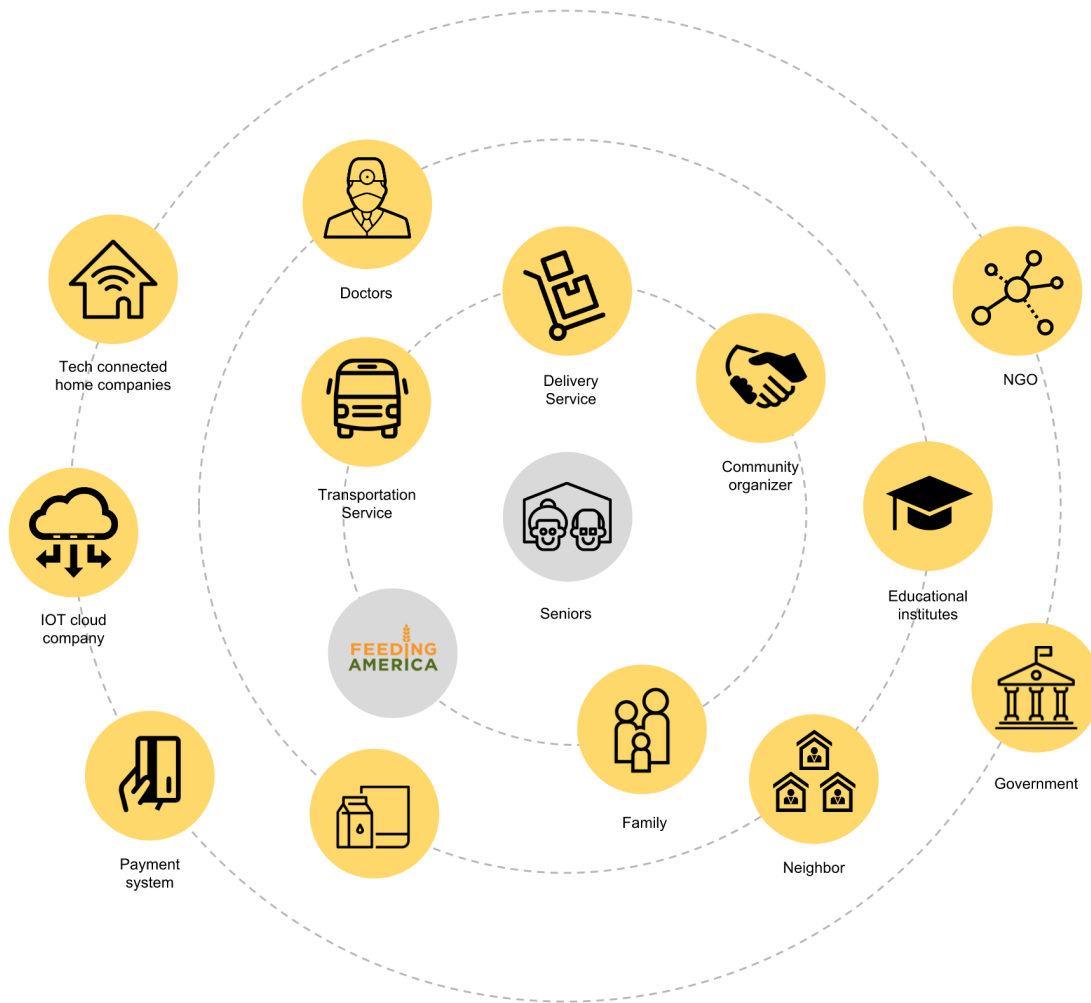 Doctors
Tech connected
home companies
Delivery
Service
NGO
Transportation
Service
Community
organizer
Seniors
Educational
institutes
IOT cloud
company
FEEDING
AMERICA
Government
Family
Neighbor
Payment
system